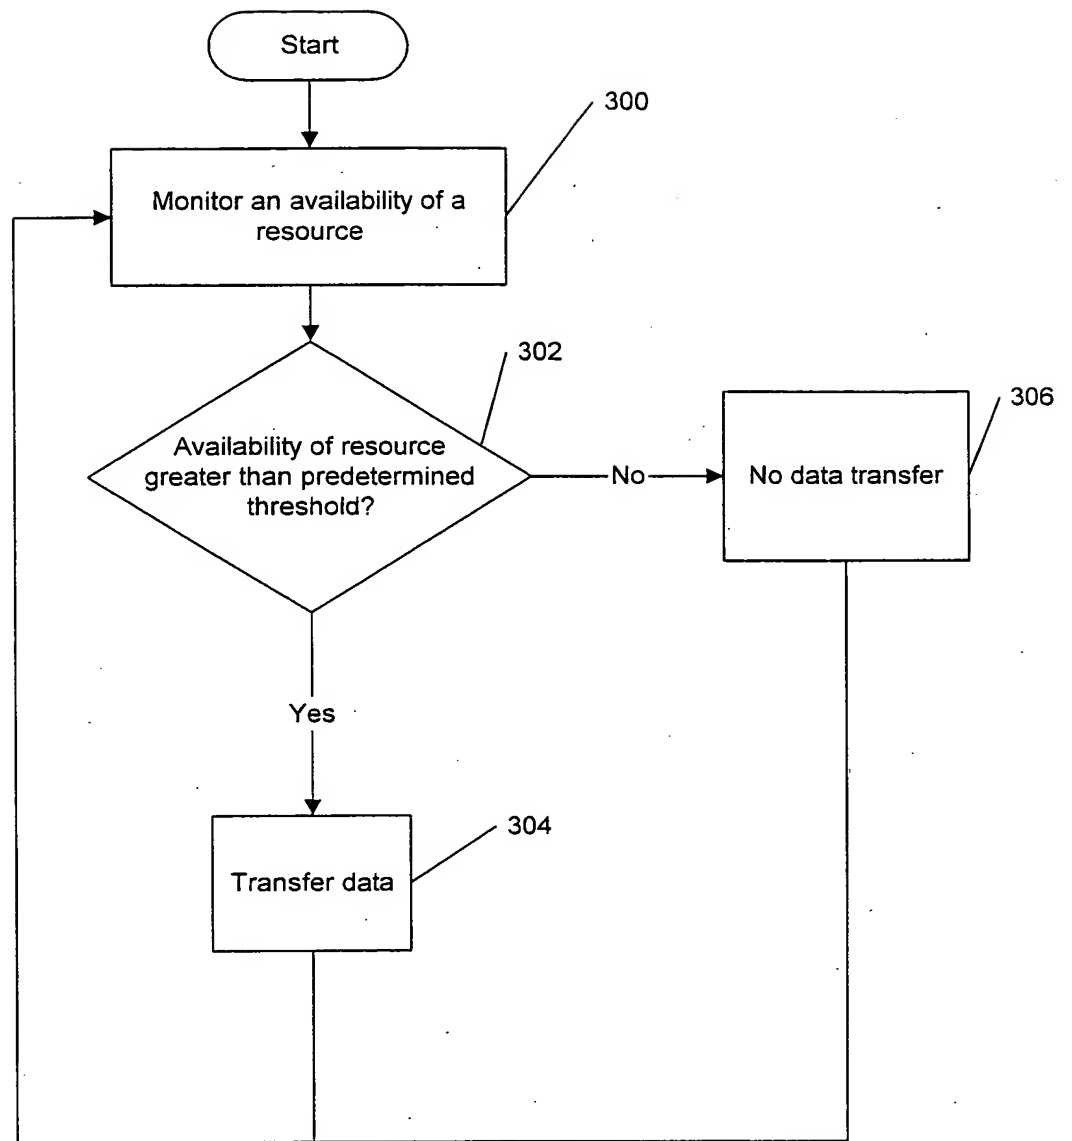 Start
300
Monitor an availability of a
resource
302
306
Availability of resource
greater than predetermined
threshold?
No
No data transfer
Yes
304
Transfer data